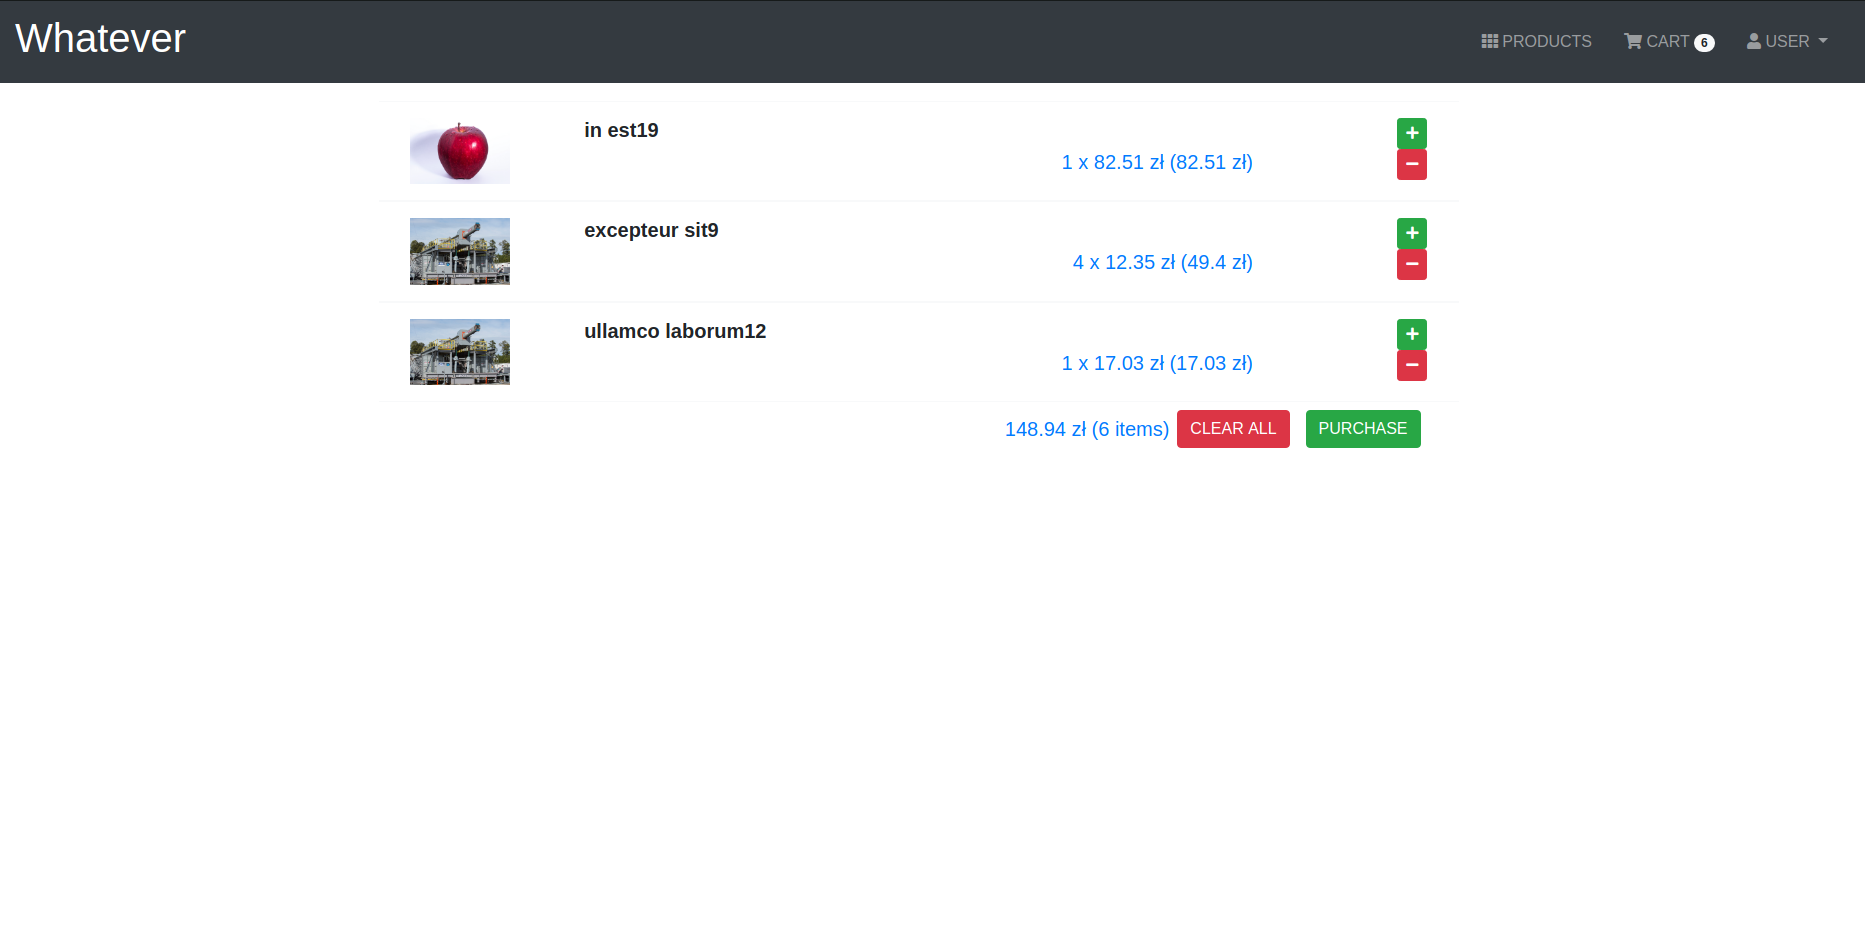 Whatever
PRODUCTS
CART 6
USER
in est19
1 x 82.51 zł (82.51 zł)
excepteur sit9
4 x 12.35 zł (49.4 zł)
ullamco laborum12
1 x 17.03 zł (17.03 zł)
148.94 zł (6 items)
CLEAR ALL
PURCHASE